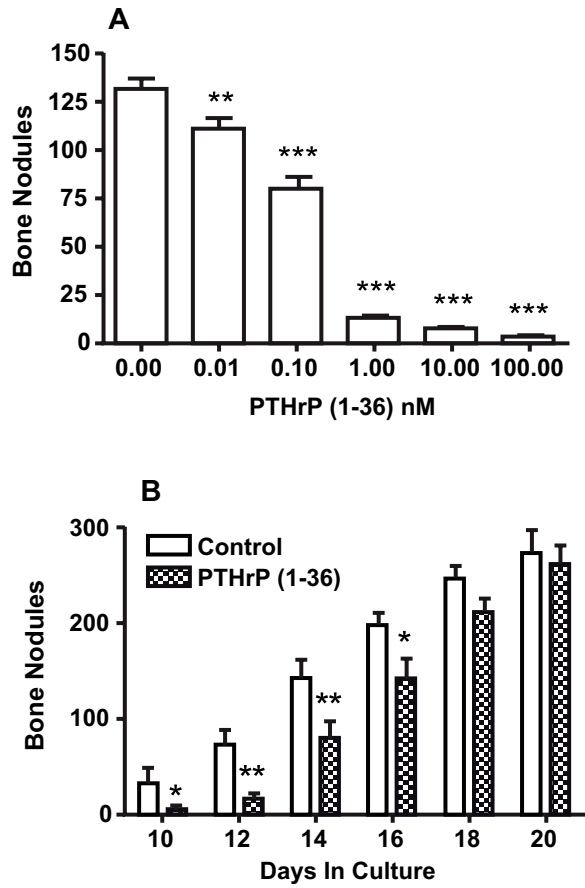 A
150
125
100
75
50
25
0
Bone Nodules
**
***
***
***
***
0.00 0.01 0.10 1.00 10.00 100.00
PTHrP (1-36) nM
B
300
200
100
0
Bone Nodules
Control
PTHrP (1-36)
*
**
**
*
10 12 14 16 18 20
Days In Culture